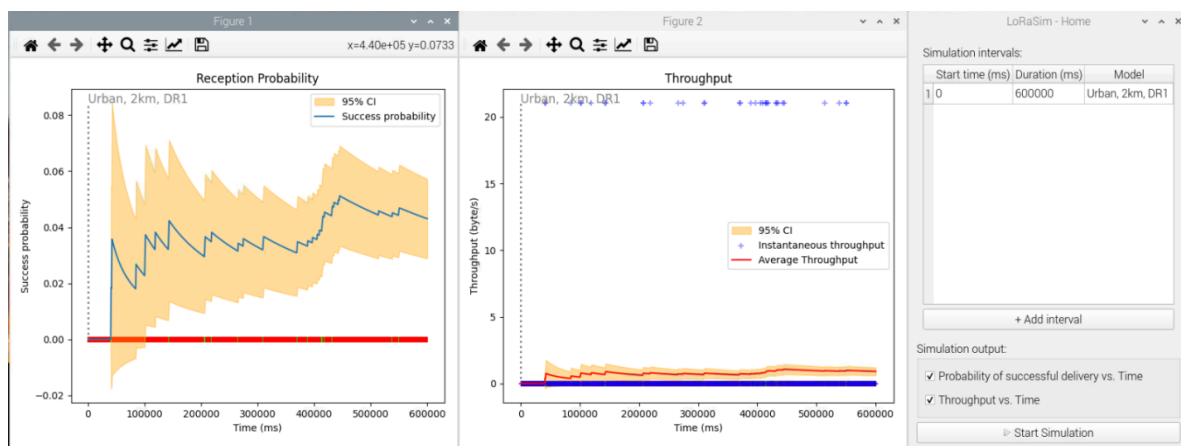 Figure 1
x=4.40e+05 y=0.0733
Reception Probability
Urban, 2km, DR1
95% CI
Success probability
0.08
0.06
0.04
0.02
0.00
−0.02
Success probability
0
100000
200000
300000
400000
500000
600000
Time (ms)
Figure 2
Throughput
Urban, 2km, DR1
95% CI
Instantaneous throughput
Average Throughput
20
15
10
5
0
Throughput (byte/s)
0
100000
200000
300000
400000
500000
600000
Time (ms)
LoRaSim - Home
Simulation intervals:
Start time (ms) Duration (ms) Model
1 0 600000 Urban, 2km, DR1
+ Add interval
Simulation output:
Probability of successful delivery vs. Time
Throughput vs. Time
Start Simulation